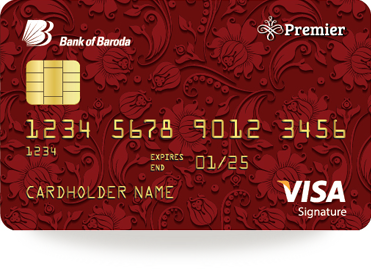 Bank of Baroda
Premier
1234 5678 9012 3456
1234
EXPIRES END 01/25
CARDHOLDER NAME
VISA
Signature